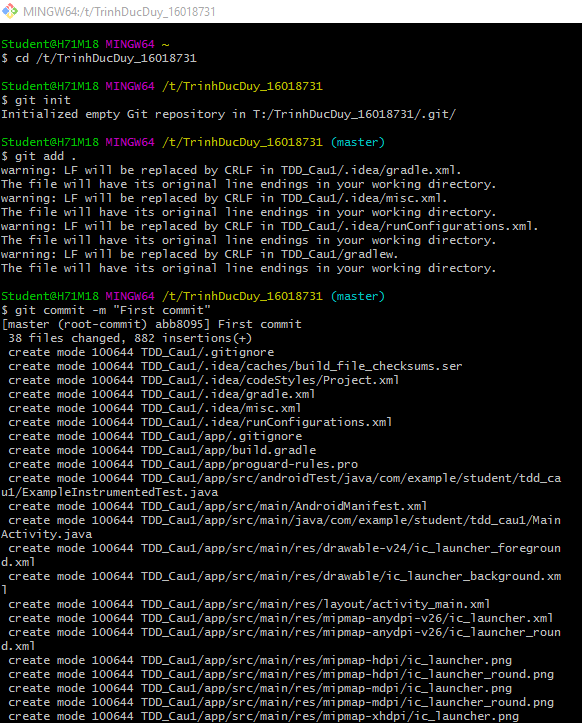 MINGW64:/t/TrinhDucDuy_16018731
Student@H71M18 MINGW64 ~
$ cd /t/TrinhDucDuy_16018731
Student@H71M18 MINGW64 /t/TrinhDucDuy_16018731
$ git init
Initialized empty Git repository in T:/TrinhDucDuy_16018731/.git/
Student@H71M18 MINGW64 /t/TrinhDucDuy_16018731 (master)
$ git add .
warning: LF will be replaced by CRLF in TDD_Cau1/.idea/gradle.xml.
The file will have its original line endings in your working directory.
warning: LF will be replaced by CRLF in TDD_Cau1/.idea/misc.xml.
The file will have its original line endings in your working directory.
warning: LF will be replaced by CRLF in TDD_Cau1/.idea/runConfigurations.xml.
The file will have its original line endings in your working directory.
warning: LF will be replaced by CRLF in TDD_Cau1/gradlew.
The file will have its original line endings in your working directory.
Student@H71M18 MINGW64 /t/TrinhDucDuy_16018731 (master)
$ git commit -m "First commit"
[master (root-commit) abb8095] First commit
 38 files changed, 882 insertions(+)
 create mode 100644 TDD_Cau1/.gitignore
 create mode 100644 TDD_Cau1/.idea/caches/build_file_checksums.ser
 create mode 100644 TDD_Cau1/.idea/codeStyles/Project.xml
 create mode 100644 TDD_Cau1/.idea/gradle.xml
 create mode 100644 TDD_Cau1/.idea/misc.xml
 create mode 100644 TDD_Cau1/.idea/runConfigurations.xml
 create mode 100644 TDD_Cau1/app/.gitignore
 create mode 100644 TDD_Cau1/app/build.gradle
 create mode 100644 TDD_Cau1/app/proguard-rules.pro
 create mode 100644 TDD_Cau1/app/src/androidTest/java/com/example/student/tdd_ca
u1/ExampleInstrumentedTest.java
 create mode 100644 TDD_Cau1/app/src/main/AndroidManifest.xml
 create mode 100644 TDD_Cau1/app/src/main/java/com/example/student/tdd_cau1/Main
Activity.java
 create mode 100644 TDD_Cau1/app/src/main/res/drawable-v24/ic_launcher_foregroun
d.xml
 create mode 100644 TDD_Cau1/app/src/main/res/drawable/ic_launcher_background.xm
l
 create mode 100644 TDD_Cau1/app/src/main/res/layout/activity_main.xml
 create mode 100644 TDD_Cau1/app/src/main/res/mipmap-anydpi-v26/ic_launcher.xml
 create mode 100644 TDD_Cau1/app/src/main/res/mipmap-anydpi-v26/ic_launcher_roun
d.xml
 create mode 100644 TDD_Cau1/app/src/main/res/mipmap-hdpi/ic_launcher.png
 create mode 100644 TDD_Cau1/app/src/main/res/mipmap-hdpi/ic_launcher_round.png
 create mode 100644 TDD_Cau1/app/src/main/res/mipmap-mdpi/ic_launcher.png
 create mode 100644 TDD_Cau1/app/src/main/res/mipmap-mdpi/ic_launcher_round.png
 create mode 100644 TDD_Cau1/app/src/main/res/mipmap-xhdpi/ic_launcher.png